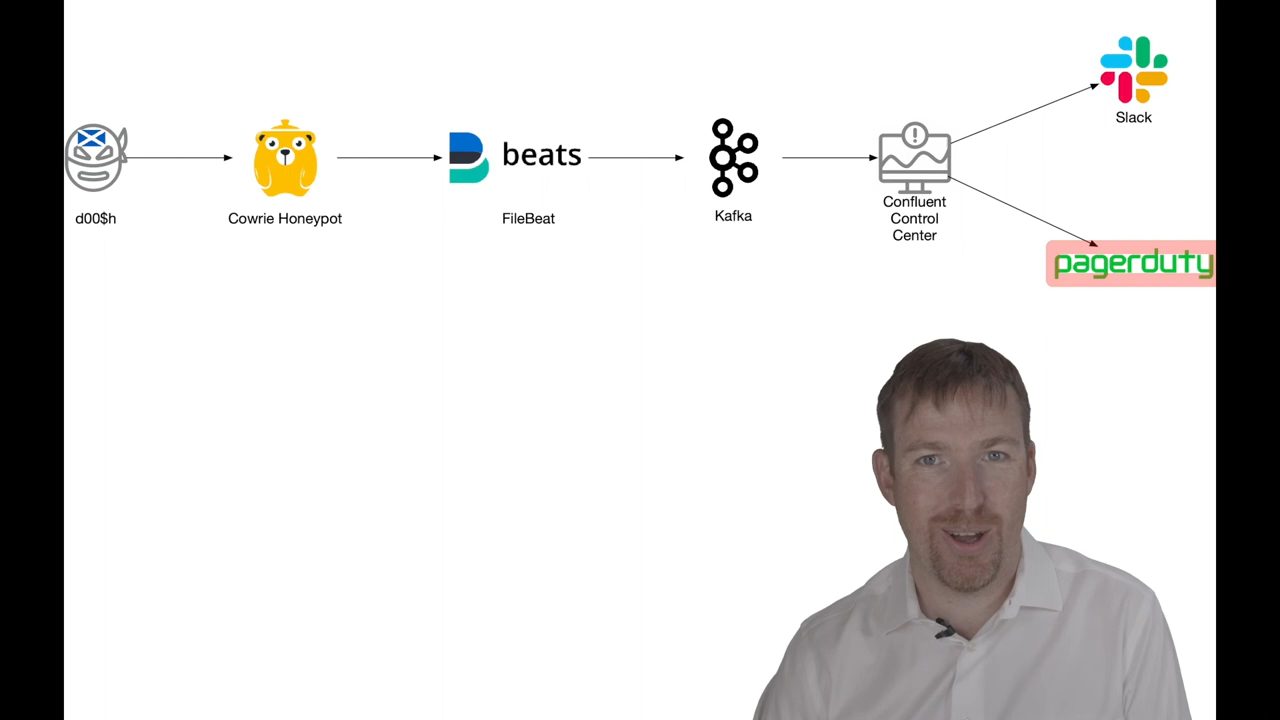 Slack
beats
d00$h
Cowrie Honeypot
FileBeat
Kafka
Confluent
Control
Center
pagerduty